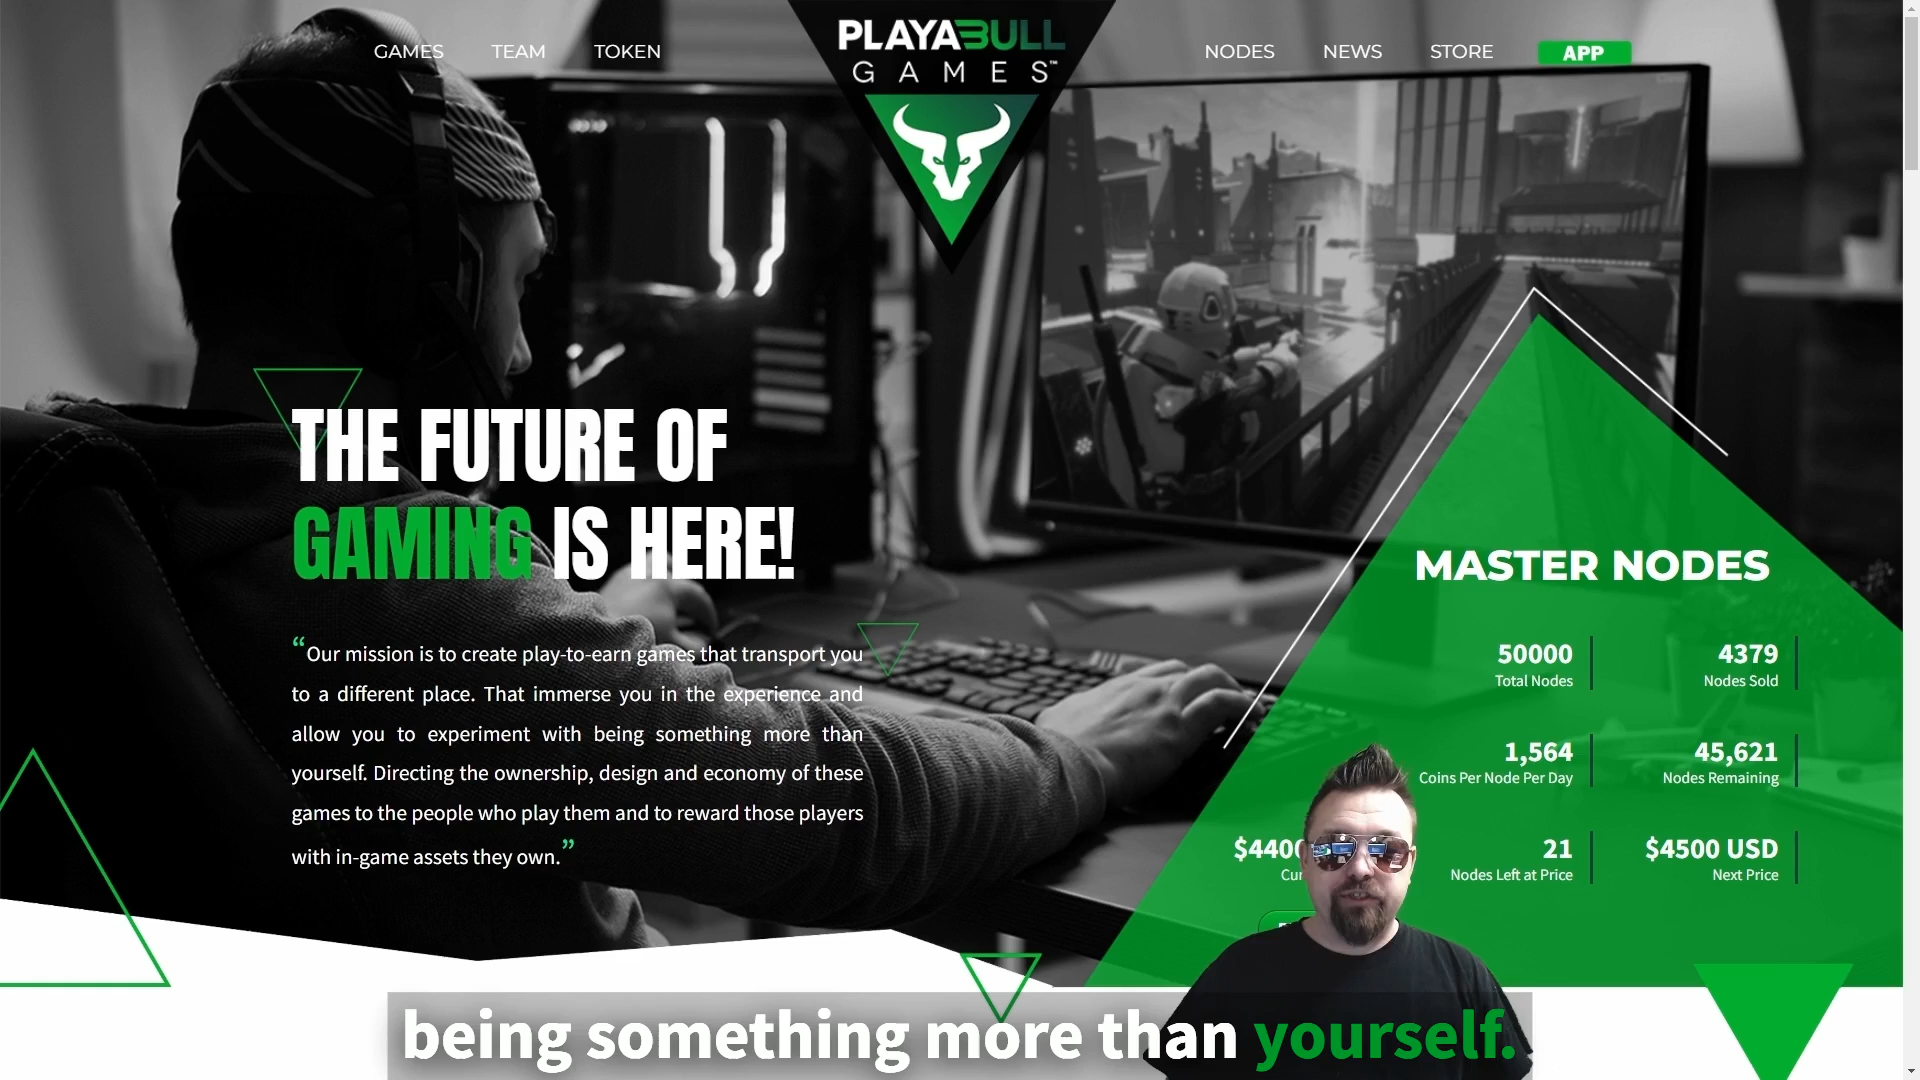 GAMES TEAM TOKEN
PLAYABULL
GAMES™
NODES NEWS STORE APP
THE FUTURE OF
GAMING IS HERE!
“Our mission is to create play-to-earn games that transport you
to a different place. That immerse you in the experience and
allow you to experiment with being something more than
yourself. Directing the ownership, design and economy of these
games to the people who play them and to reward those players
with in-game assets they own.”
MASTER NODES
50000
Total Nodes
4379
Nodes Sold
1,564
Coins Per Node Per Day
45,621
Nodes Remaining
$4400
21
Nodes Left at Price
$4500 USD
Next Price
being something more than yourself.